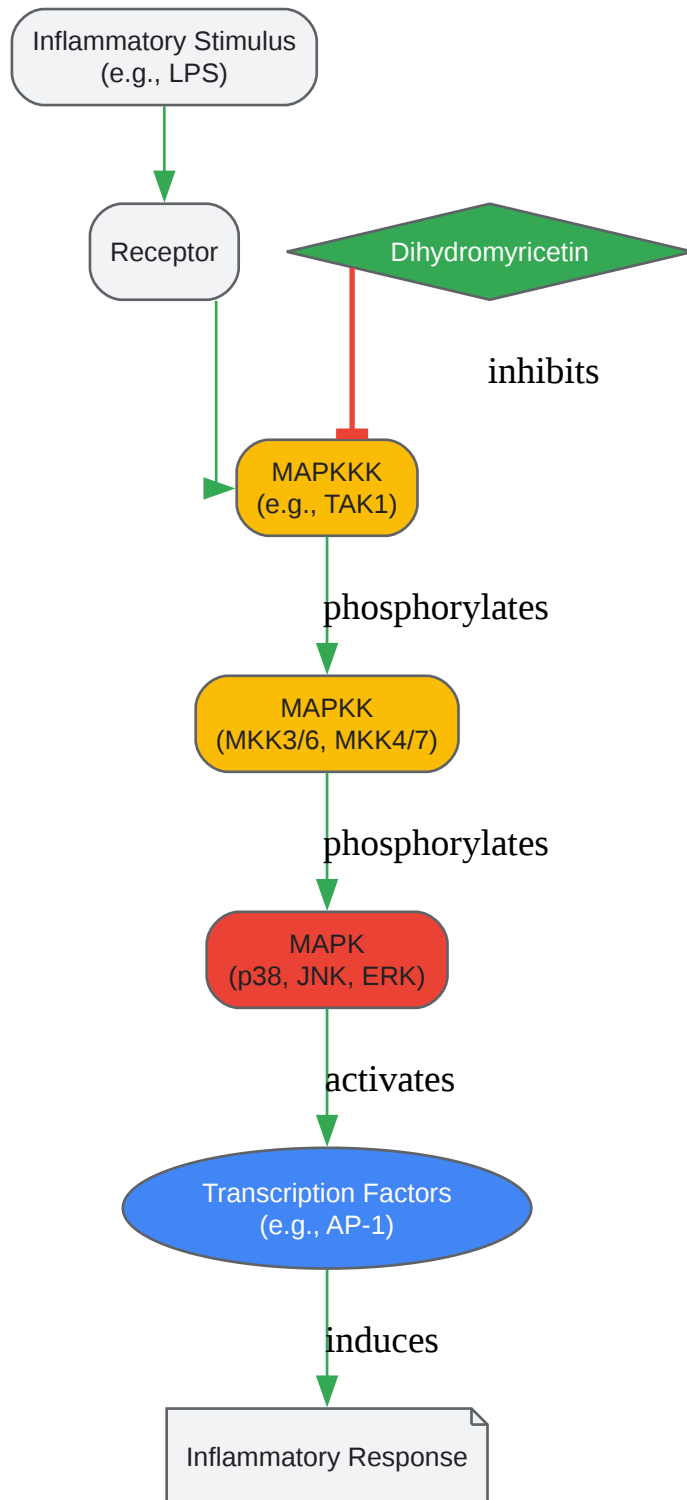 Inflammatory Stimulus
(e.g., LPS)
Receptor
Dihydromyricetin
inhibits
MAPKKK
(e.g., TAK1)
phosphorylates
MAPKK
(MKK3/6, MKK4/7)
phosphorylates
MAPK
(p38, JNK, ERK)
activates
Transcription Factors
(e.g., AP-1)
induces
Inflammatory Response